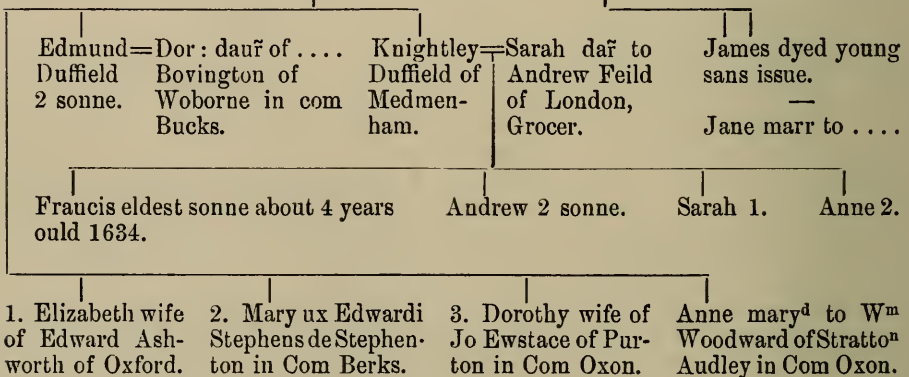 Edmund=Dor: daur̃ of ....
Duffield Bovington of
2 sonne. Woborne in com
Bucks.
Knightley=Sarah dar̃ to
Duffield of Andrew Feild
Medmen- of London,
ham. Grocer.
James dyed young
sans issue.
—
Jane marr to ....
Francis eldest sonne about 4 years
ould 1634.
Andrew 2 sonne.
Sarah 1.
Anne 2.
1. Elizabeth wife
of Edward Ash-
worth of Oxford.
2. Mary ux Edwardi
Stephens de Stephen-
ton in Com Berks.
3. Dorothy wife of
Jo Ewstace of Pur-
ton in Com Oxon.
Anne maryᵈ to Wᵐ
Woodward of Strattoⁿ
Audley in Com Oxon.